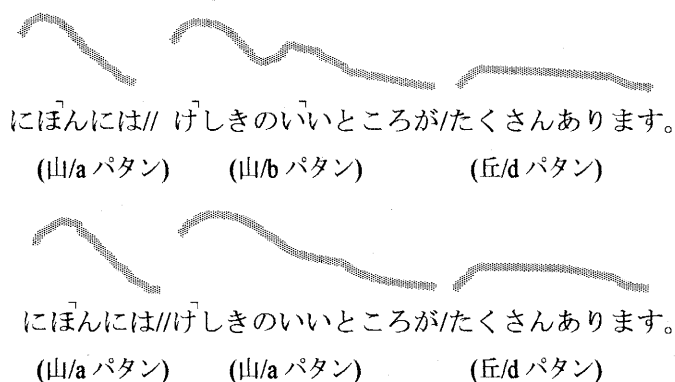 にほ̚んには// け̚しきのい̚いところが/たくさんあります。
(山/a パタン) (山/b パタン) (丘/d パタン)
にほ̚んには//け̚しきのいいところが/たくさんあります。
(山/a パタン) (山/a パタン) (丘/d パタン)